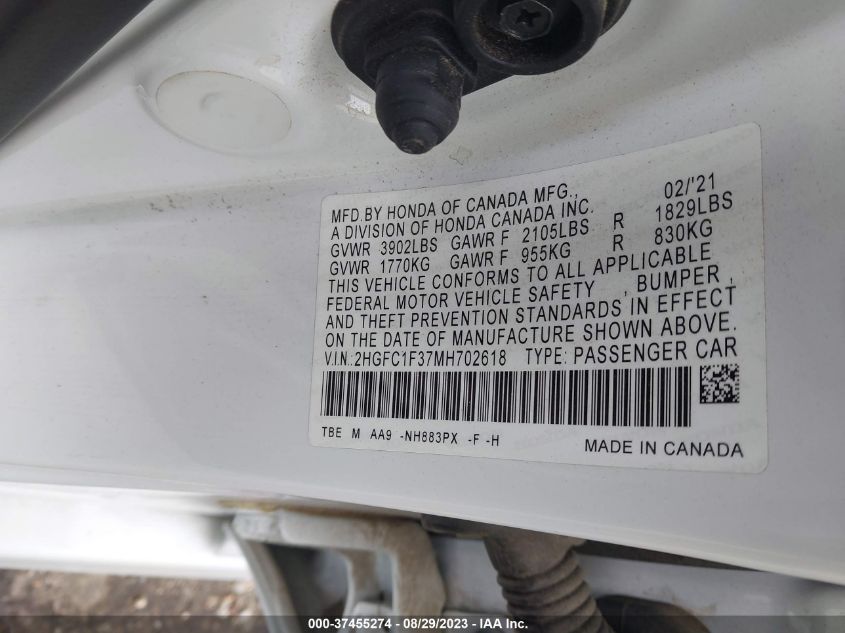 MFD.BY HONDA OF CANADA MFG., 02/'21
A DIVISION OF HONDA CANADA INC.
GVWR 3902LBS GAWR F 2105LBS R 1829LBS
GVWR 1770KG GAWR F 955KG R 830KG
THIS VEHICLE CONFORMS TO ALL APPLICABLE
FEDERAL MOTOR VEHICLE SAFETY , BUMPER ,
AND THEFT PREVENTION STANDARDS IN EFFECT
ON THE DATE OF MANUFACTURE SHOWN ABOVE.
V.I.N.:2HGFC1F37MH702618 TYPE: PASSENGER CAR
TBE M AA9 -NH883PX -F -H
MADE IN CANADA
000-37455274 - 08/29/2023 - IAA Inc.